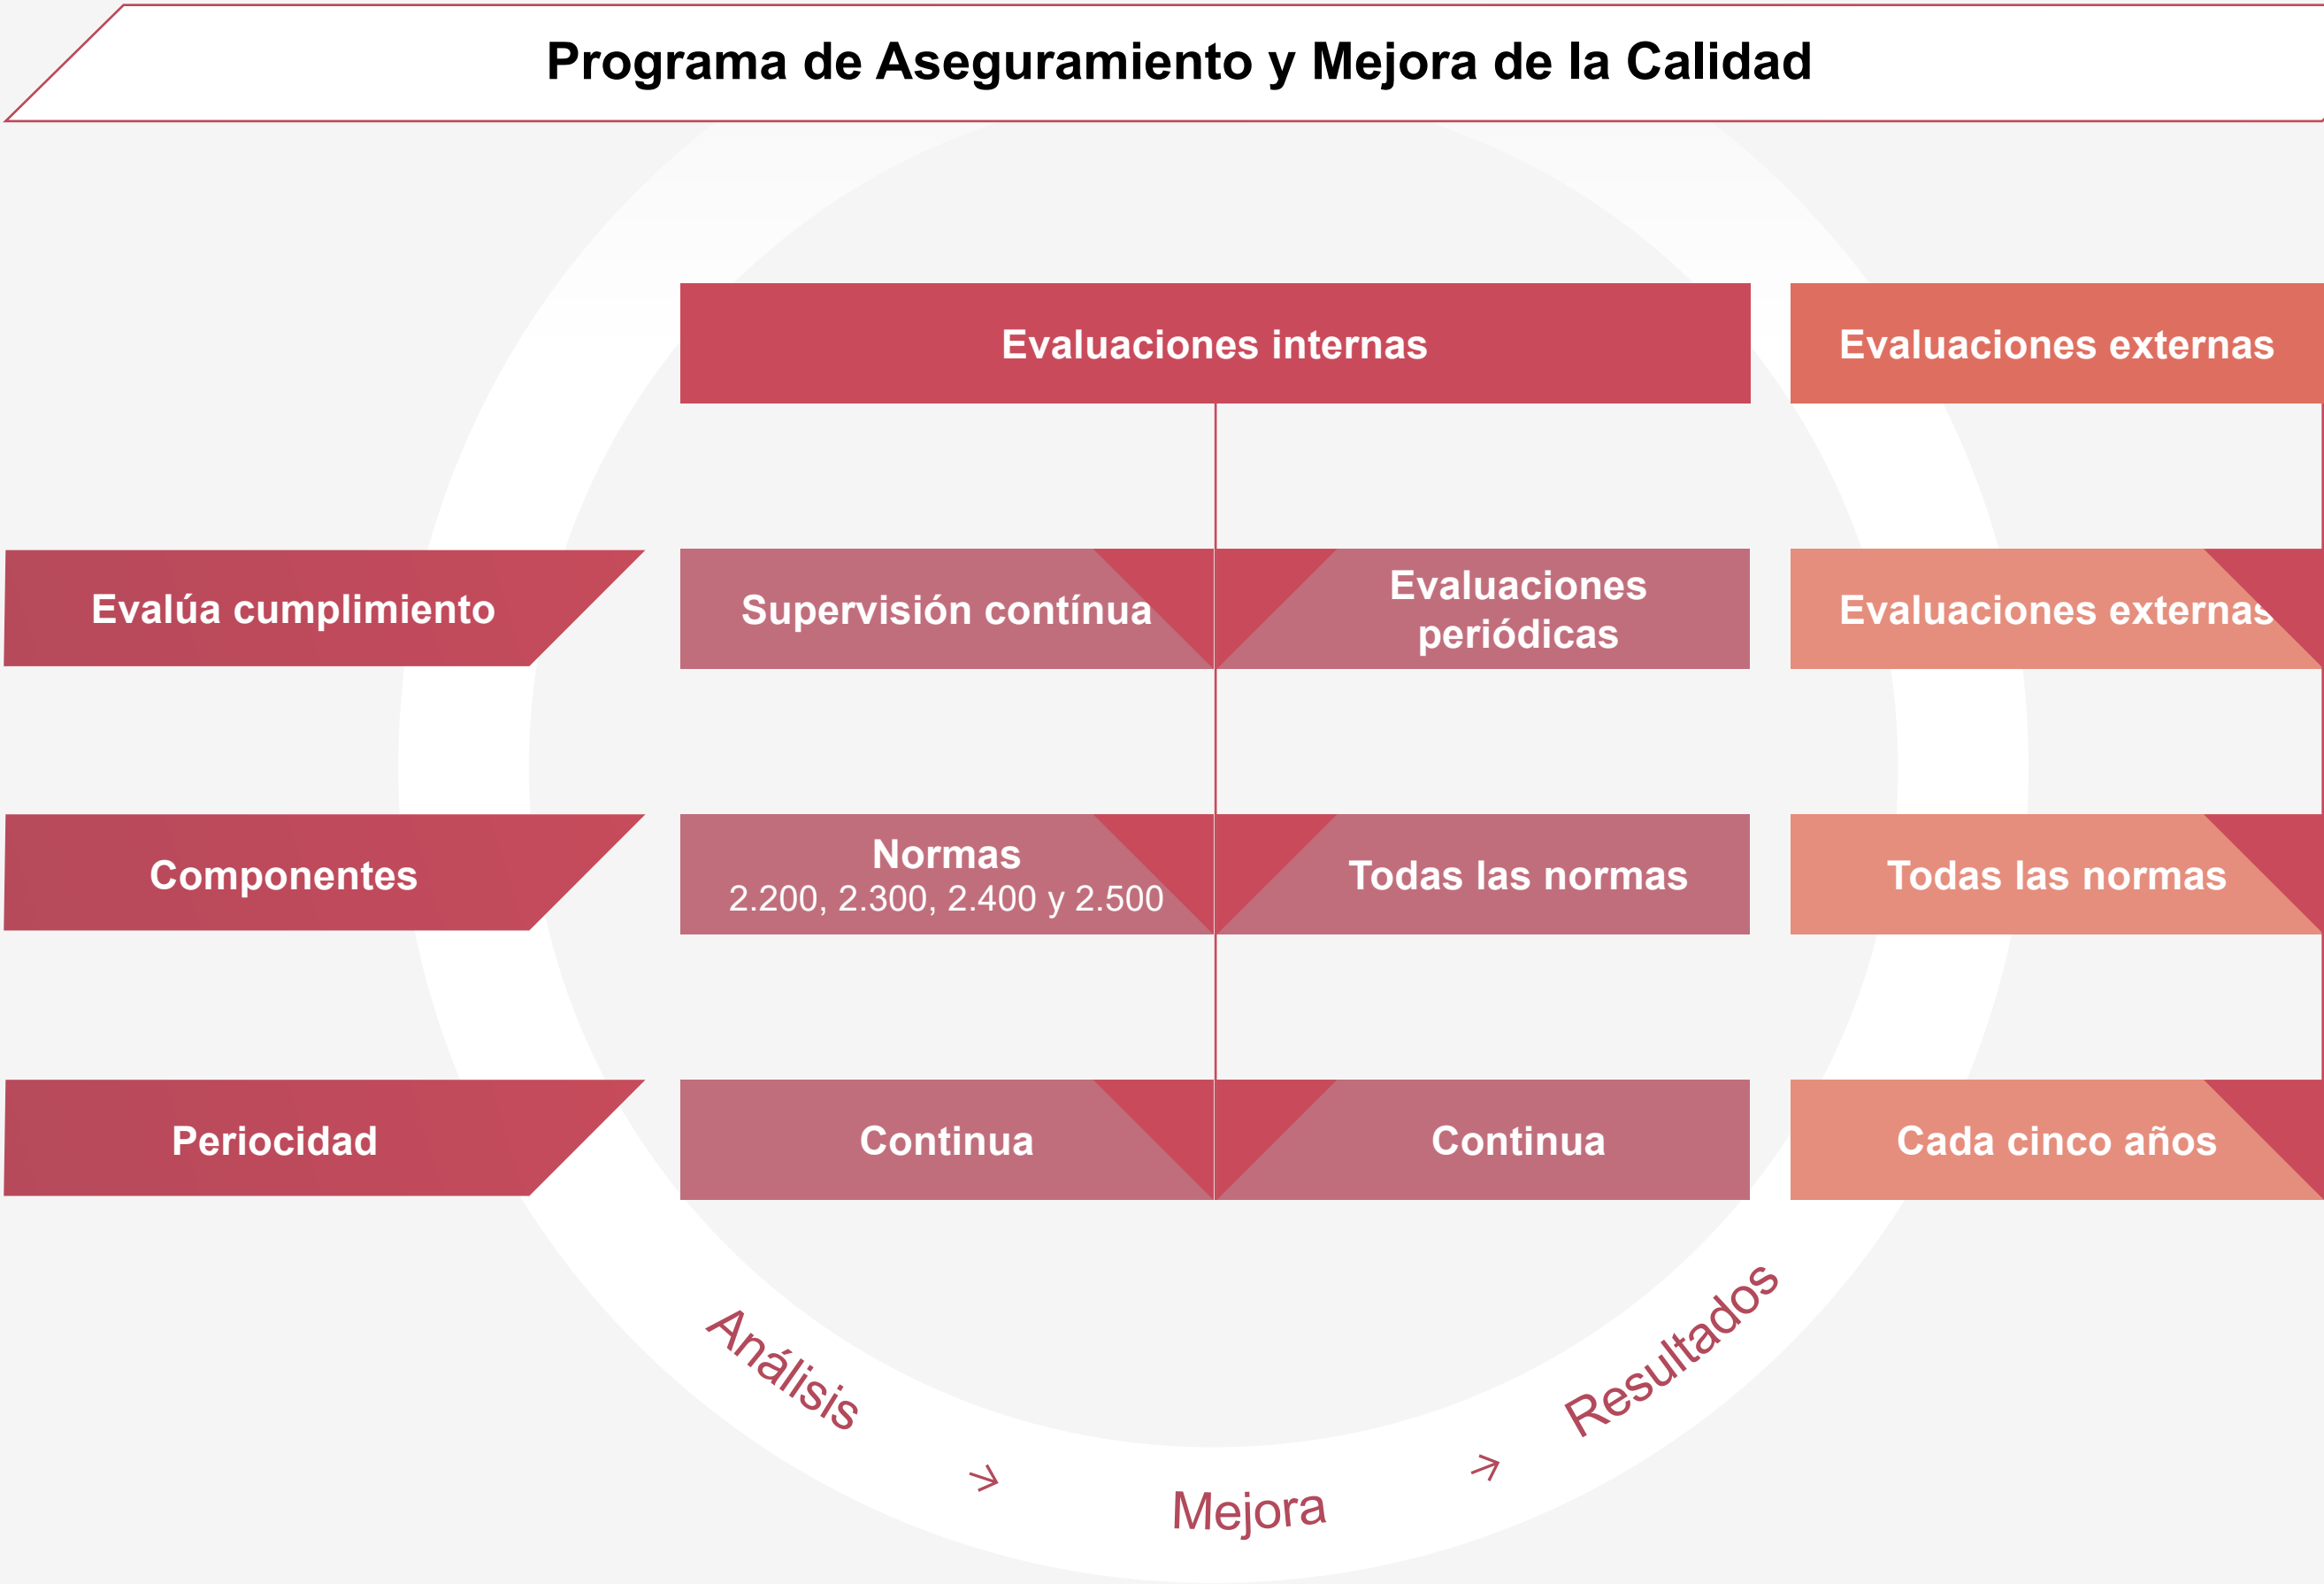 Programa de Aseguramiento y Mejora de la Calidad
Evaluaciones internas
Evaluaciones externas
Evalúa cumplimiento
Supervisión contínua
Evaluaciones
periódicas
Evaluaciones externas
Componentes
Normas
2.200, 2.300, 2.400 y 2.500
Todas las normas
Todas las normas
Periocidad
Continua
Continua
Cada cinco años
Análisis
Mejora
Resultados